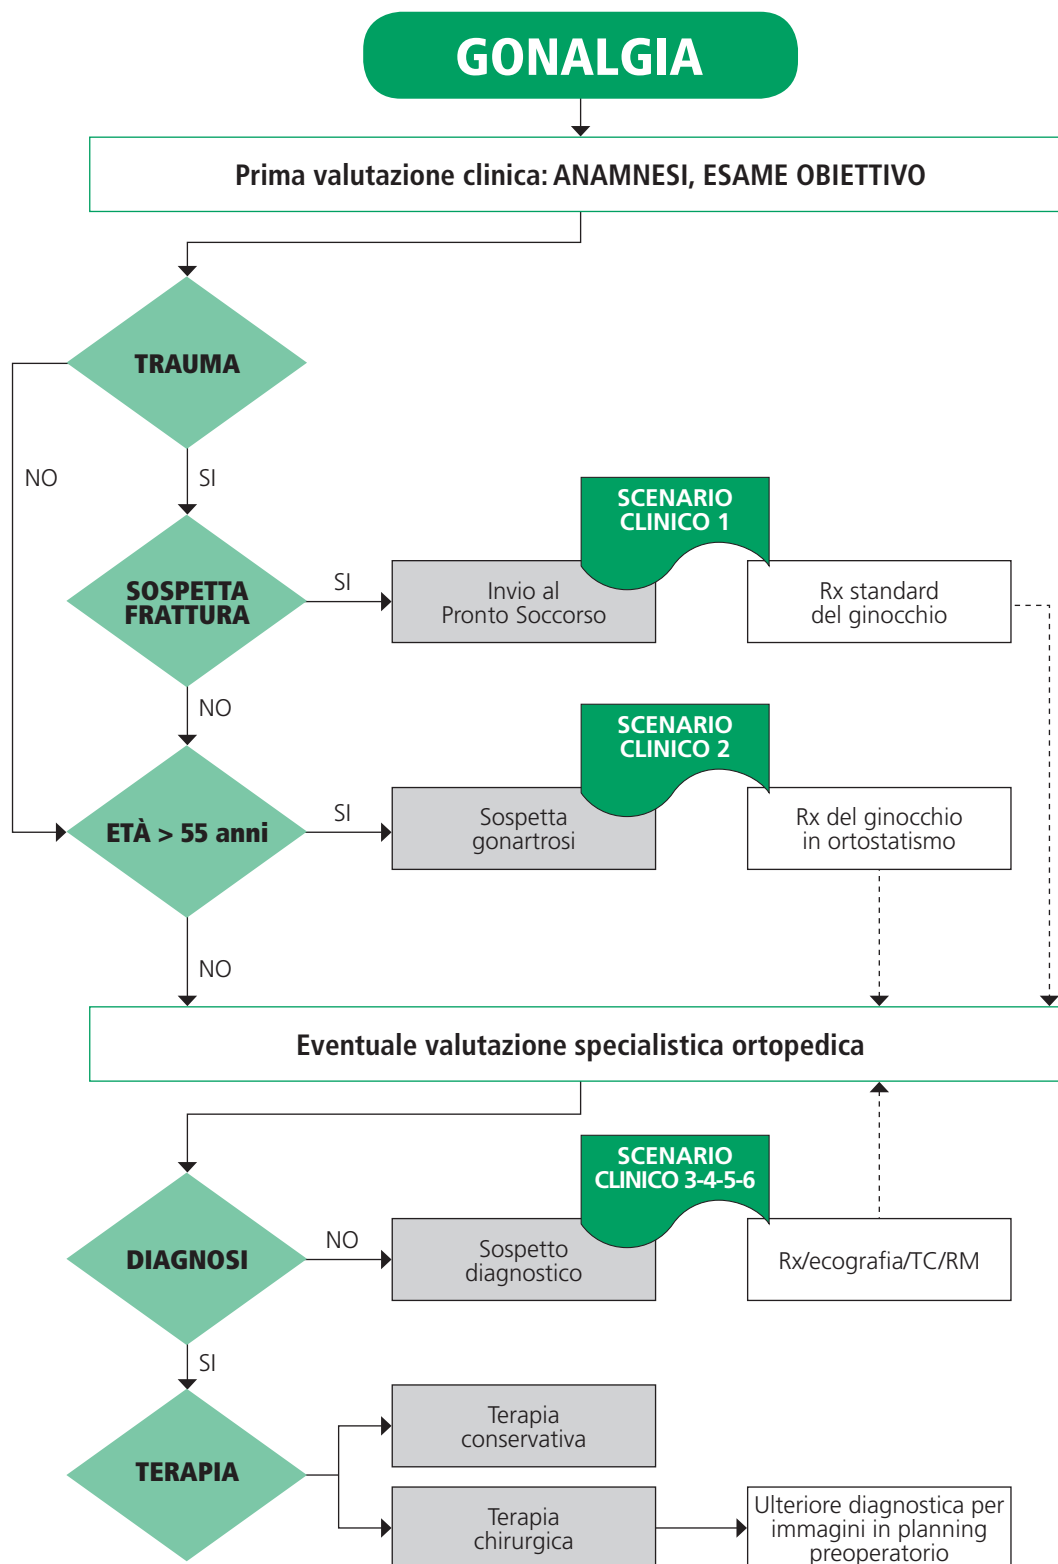 GONALGIA
Prima valutazione clinica: ANAMNESI, ESAME OBIETTIVO
TRAUMA
NO
SI
SCENARIO
CLINICO 1
SOSPETTA
FRATTURA
SI
Invio al
Pronto Soccorso
Rx standard
del ginocchio
NO
SCENARIO
CLINICO 2
ETÀ > 55 anni
SI
Sospetta
gonartrosi
Rx del ginocchio
in ortostatismo
NO
Eventuale valutazione specialistica ortopedica
SCENARIO
CLINICO 3-4-5-6
DIAGNOSI
NO
Sospetto
diagnostico
Rx/ecografia/TC/RM
SI
Terapia
conservativa
TERAPIA
Terapia
chirurgica
Ulteriore diagnostica per
immagini in planning
preoperatorio